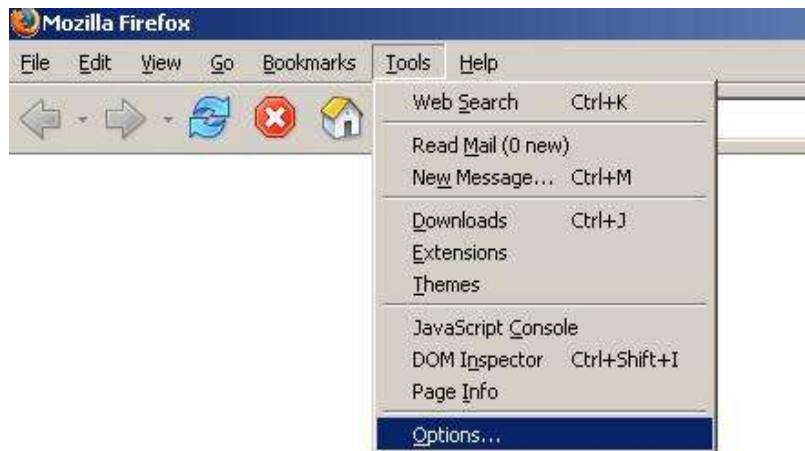 Mozilla Firefox
File Edit View Go Bookmarks Tools Help
Web Search Ctrl+K
Read Mail (0 new)
New Message... Ctrl+M
Downloads Ctrl+J
Extensions
Themes
JavaScript Console
DOM Inspector Ctrl+Shift+I
Page Info
Options...